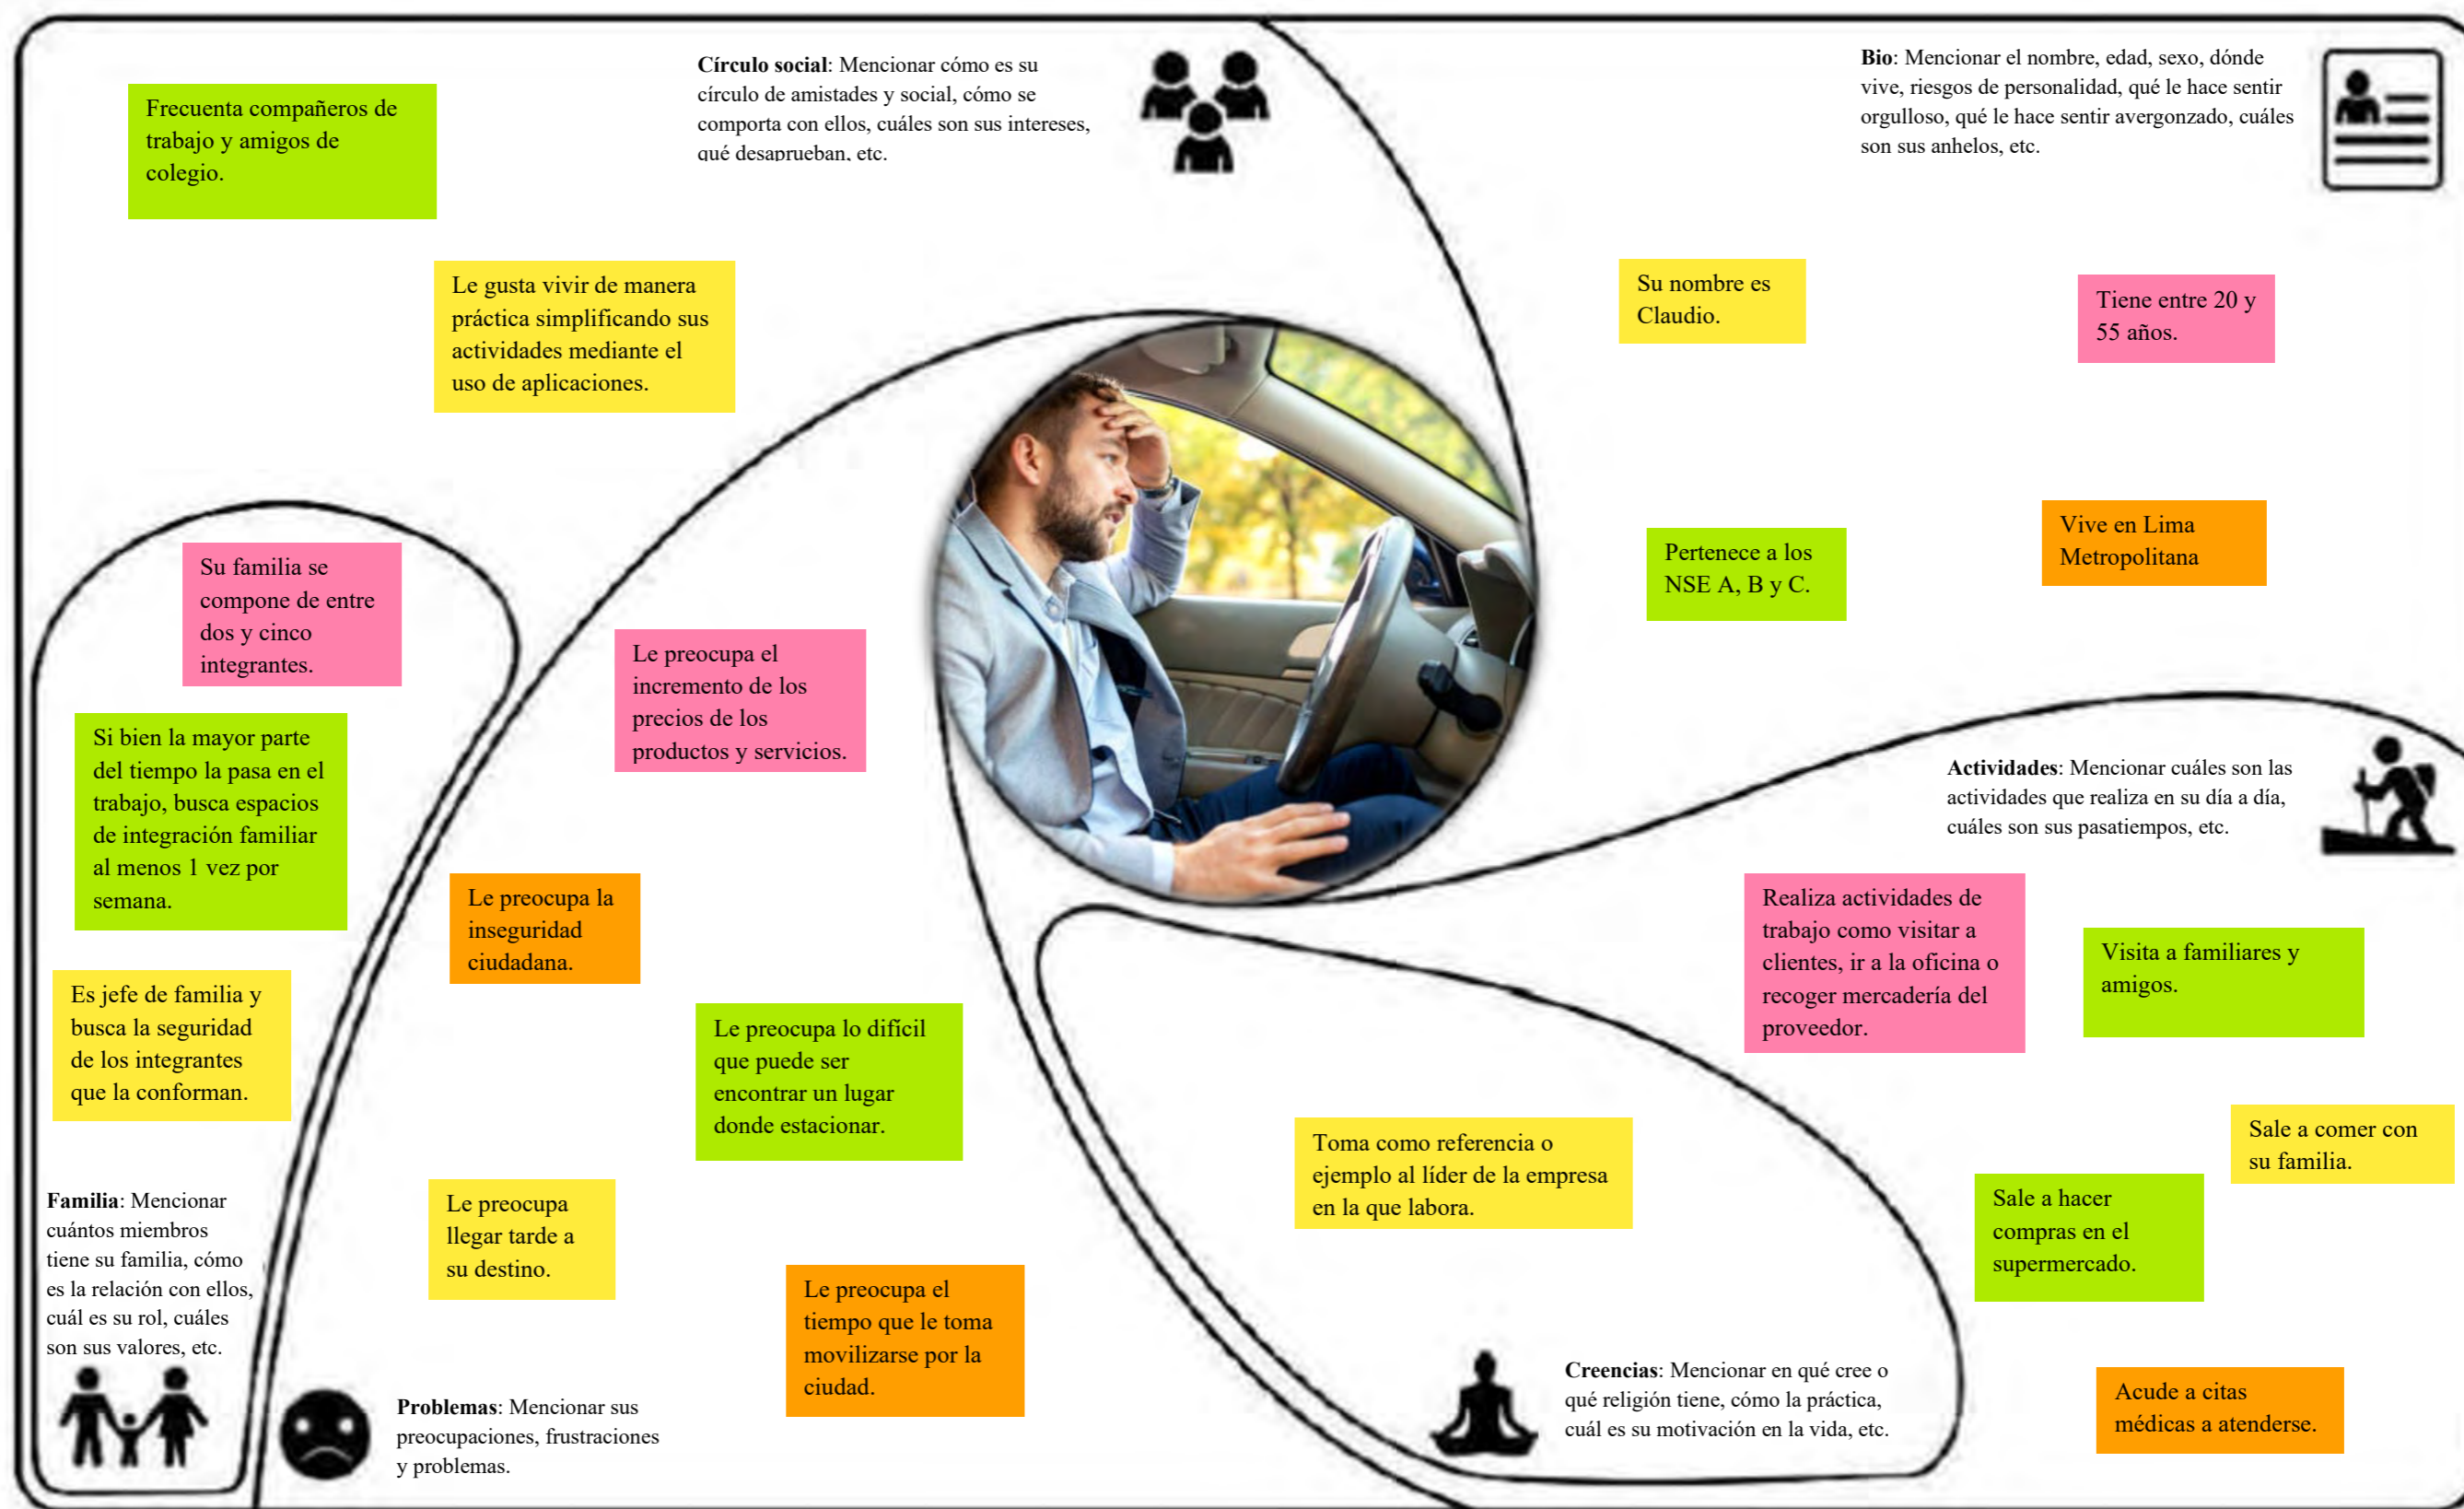 Círculo social: Mencionar cómo es su
círculo de amistades y social, cómo se
comporta con ellos, cuáles son sus intereses,
qué desaprueban, etc.
Frecuenta compañeros de
trabajo y amigos de
colegio.
Le gusta vivir de manera
práctica simplificando sus
actividades mediante el
uso de aplicaciones.
Bio: Mencionar el nombre, edad, sexo, dónde
vive, riesgos de personalidad, qué le hace sentir
orgulloso, qué le hace sentir avergonzado, cuáles
son sus anhelos, etc.
Su nombre es
Claudio.
Tiene entre 20 y
55 años.
Pertenece a los
NSE A, B y C.
Vive en Lima
Metropolitana
Su familia se
compone de entre
dos y cinco
integrantes.
Si bien la mayor parte
del tiempo la pasa en el
trabajo, busca espacios
de integración familiar
al menos 1 vez por
semana.
Es jefe de familia y
busca la seguridad
de los integrantes
que la conforman.
Familia: Mencionar
cuántos miembros
tiene su familia, cómo
es la relación con ellos,
cuál es su rol, cuáles
son sus valores, etc.
Le preocupa el
incremento de los
precios de los
productos y servicios.
Le preocupa la
inseguridad
ciudadana.
Le preocupa lo difícil
que puede ser
encontrar un lugar
donde estacionar.
Le preocupa
llegar tarde a
su destino.
Le preocupa el
tiempo que le toma
movilizarse por la
ciudad.
Problemas: Mencionar sus
preocupaciones, frustraciones
y problemas.
Toma como referencia o
ejemplo al líder de la empresa
en la que labora.
Creencias: Mencionar en qué cree o
qué religión tiene, cómo la práctica,
cuál es su motivación en la vida, etc.
Actividades: Mencionar cuáles son las
actividades que realiza en su día a día,
cuáles son sus pasatiempos, etc.
Realiza actividades de
trabajo como visitar a
clientes, ir a la oficina o
recoger mercadería del
proveedor.
Visita a familiares y
amigos.
Sale a comer con
su familia.
Sale a hacer
compras en el
supermercado.
Acude a citas
médicas a atenderse.